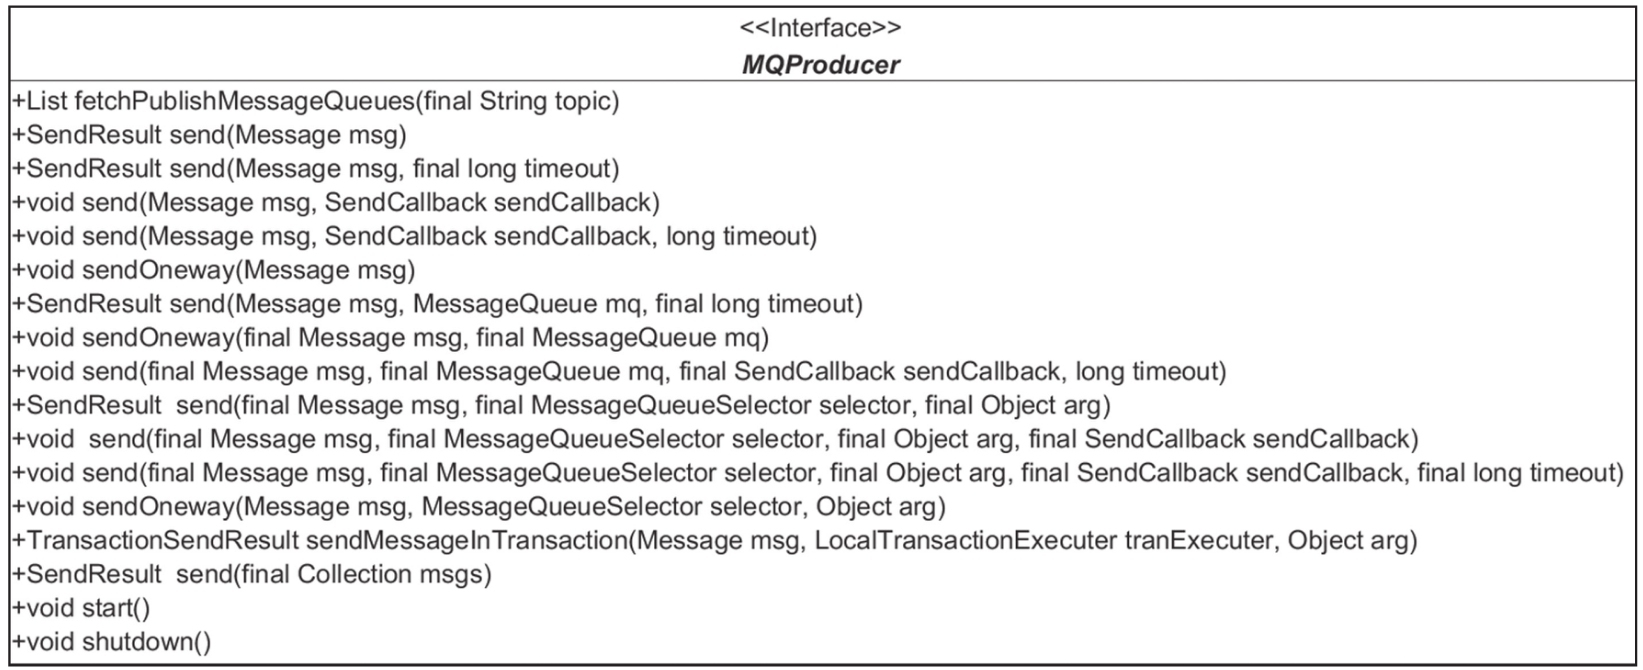 <<Interface>>
MQProducer
+List fetchPublishMessageQueues(final String topic)
+SendResult send(Message msg)
+SendResult send(Message msg, final long timeout)
+void send(Message msg, SendCallback sendCallback)
+void send(Message msg, SendCallback sendCallback, long timeout)
+void sendOneway(Message msg)
+SendResult send(Message msg, MessageQueue mq, final long timeout)
+void sendOneway(final Message msg, final MessageQueue mq)
+void send(final Message msg, final MessageQueue mq, final SendCallback sendCallback, long timeout)
+SendResult  send(final Message msg, final MessageQueueSelector selector, final Object arg)
+void  send(final Message msg, final MessageQueueSelector selector, final Object arg, final SendCallback sendCallback)
+void send(final Message msg, final MessageQueueSelector selector, final Object arg, final SendCallback sendCallback, final long timeout)
+void sendOneway(Message msg, MessageQueueSelector selector, Object arg)
+TransactionSendResult sendMessageInTransaction(Message msg, LocalTransactionExecuter tranExecuter, Object arg)
+SendResult  send(final Collection msgs)
+void start()
+void shutdown()